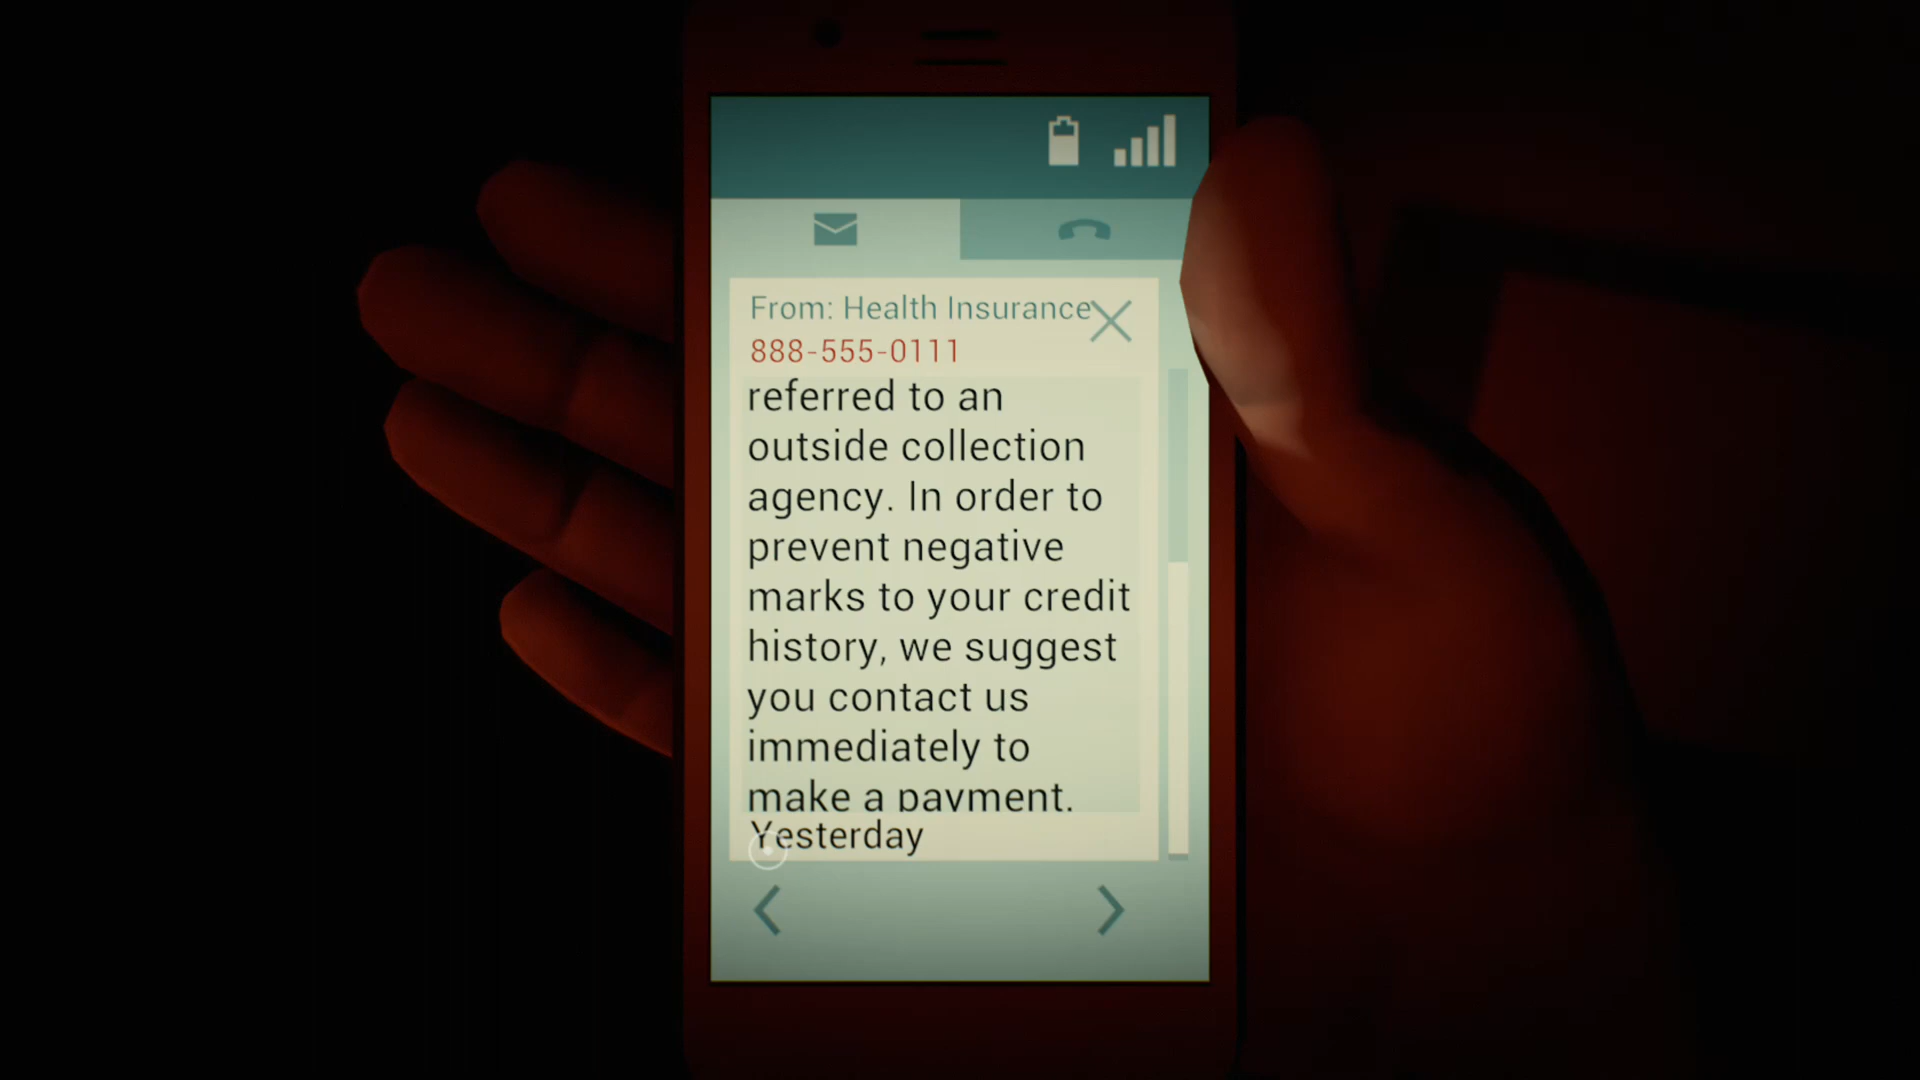 From: Health Insurance
888-555-0111
referred to an
outside collection
agency. In order to
prevent negative
marks to your credit
history, we suggest
you contact us
immediately to
make a payment.
Yesterday